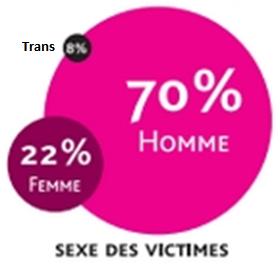 Trans 8%
70%
HOMME
22%
FEMME
SEXE DES VICTIMES